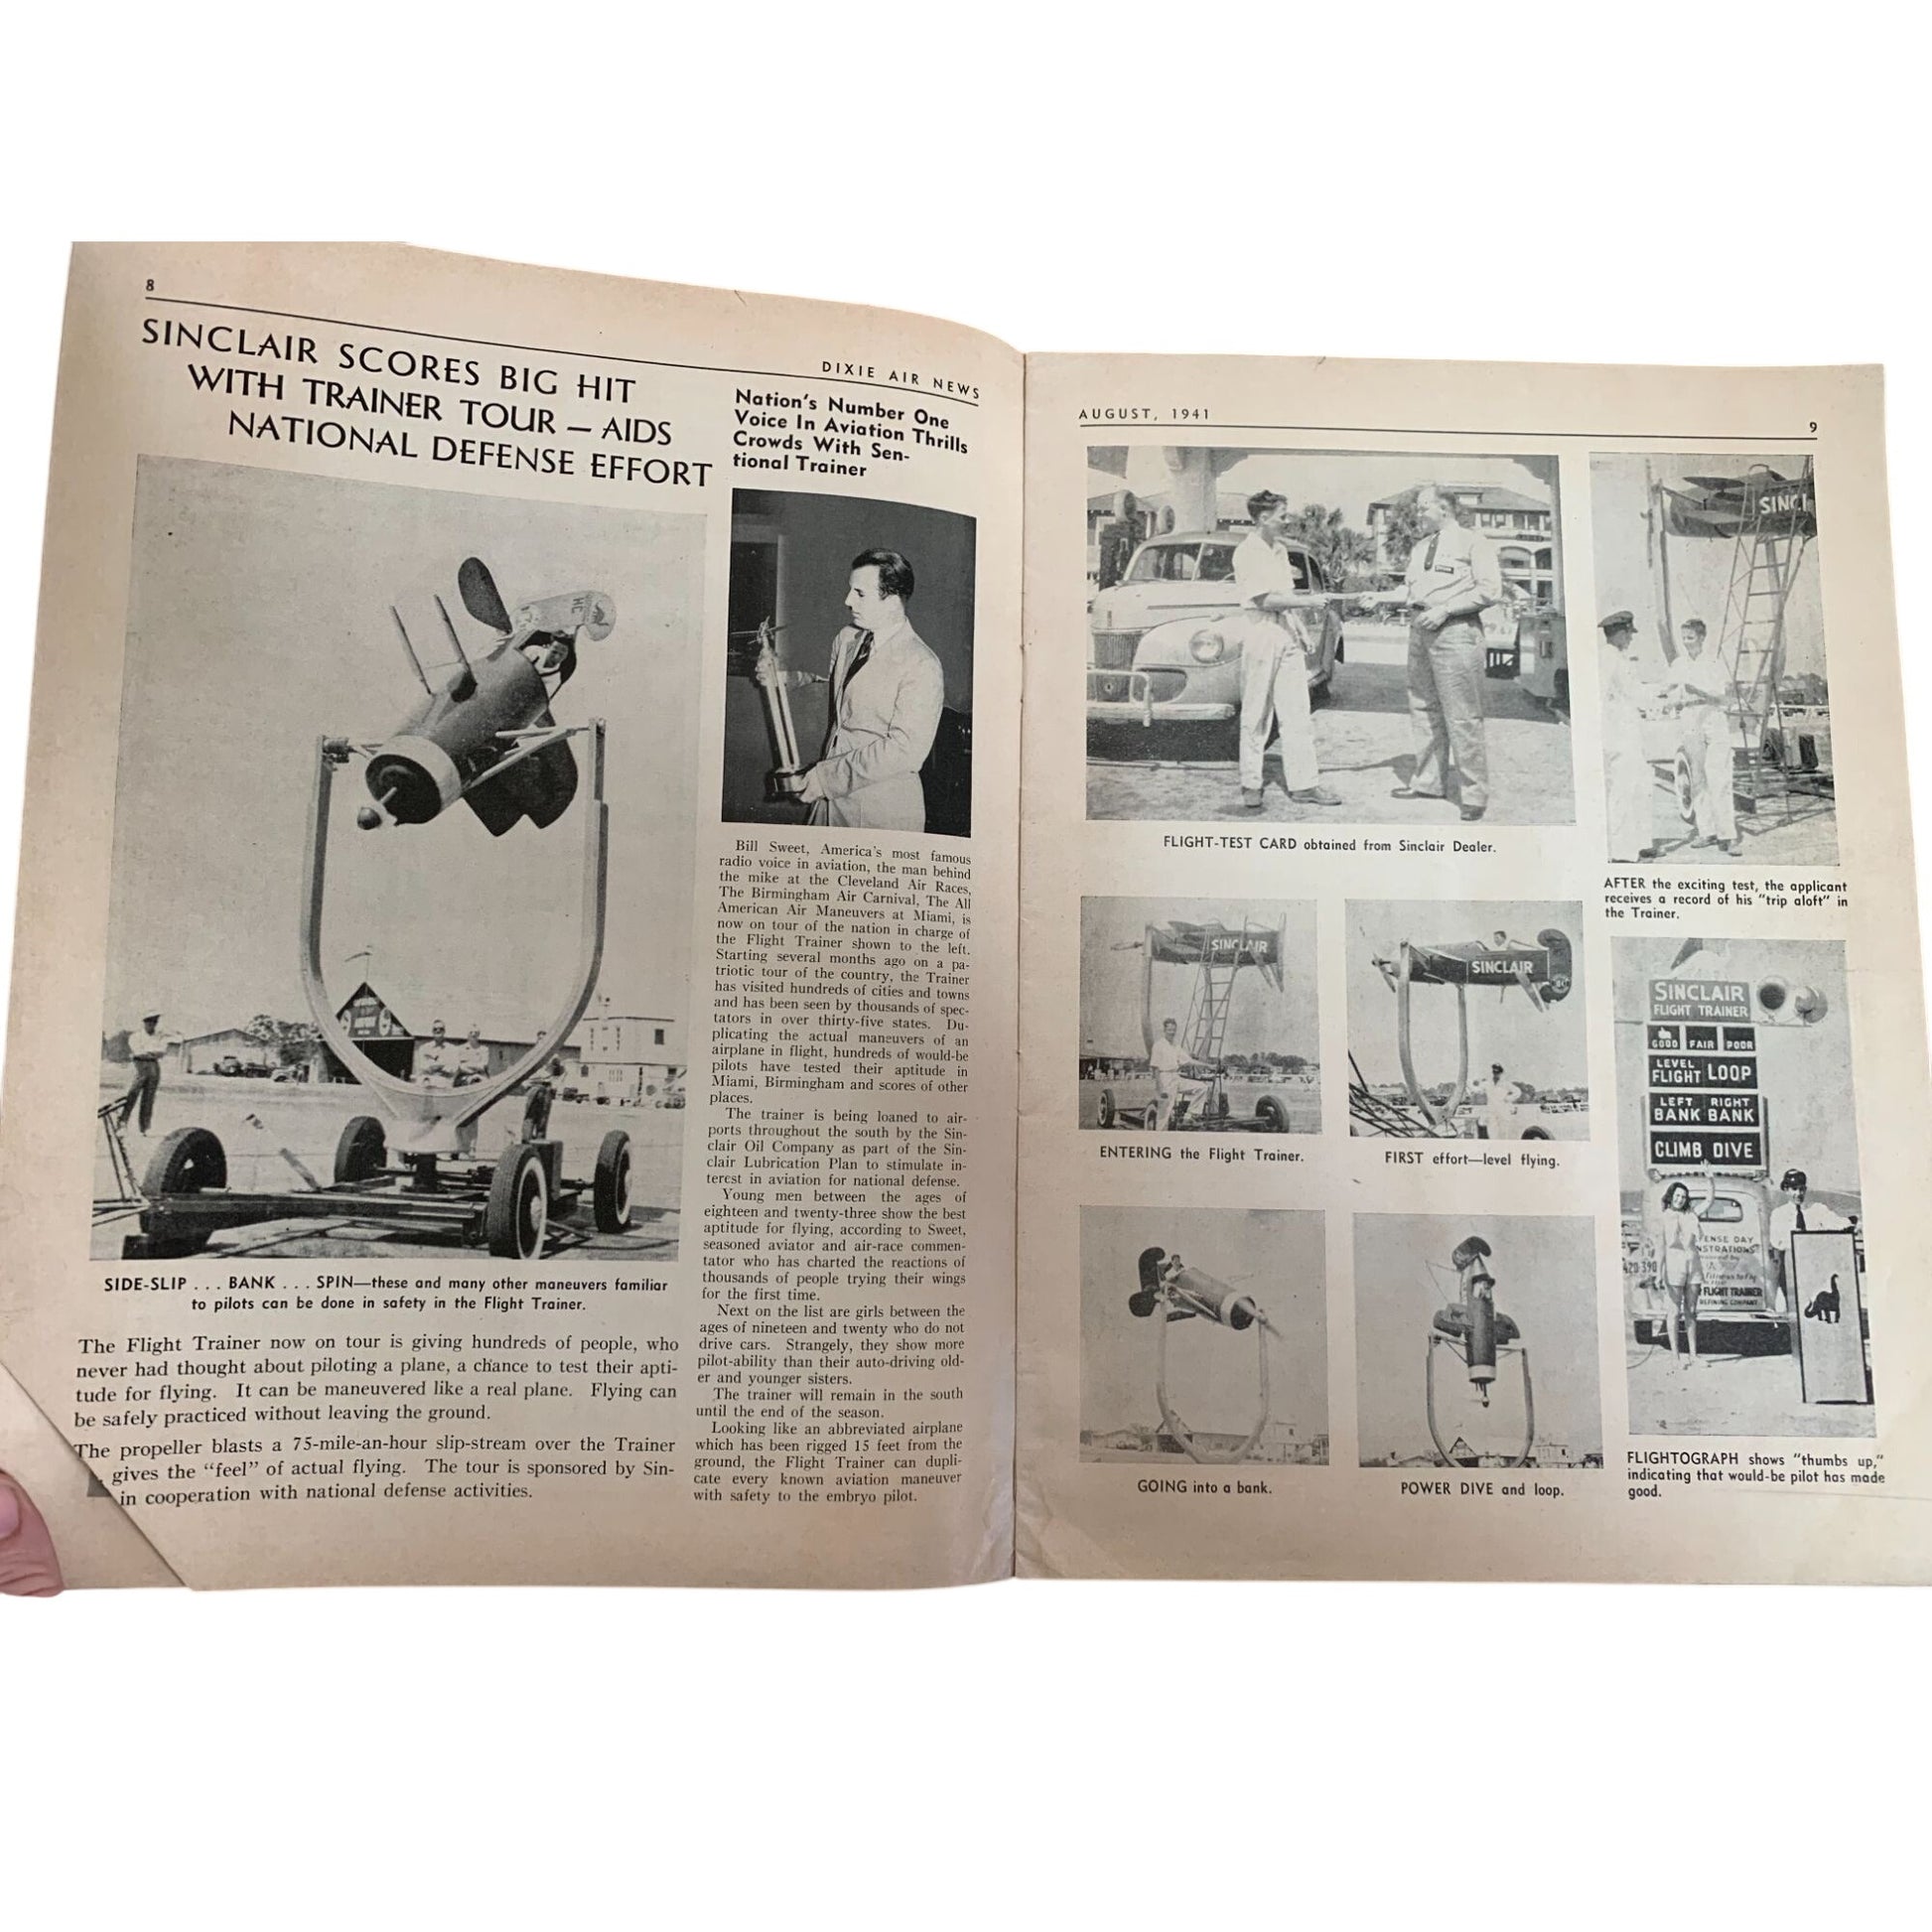 8
DIXIE AIR NEWS
SINCLAIR SCORES BIG HIT
WITH TRAINER TOUR — AIDS
NATIONAL DEFENSE EFFORT
SIDE-SLIP . . . BANK . . . SPIN—these and many other maneuvers familiar
to pilots can be done in safety in the Flight Trainer.
The Flight Trainer now on tour is giving hundreds of people, who
never had thought about piloting a plane, a chance to test their apti-
tude for flying. It can be maneuvered like a real plane. Flying can
be safely practiced without leaving the ground.
The propeller blasts a 75-mile-an-hour slip-stream over the Trainer
gives the "feel" of actual flying. The tour is sponsored by Sin-
in cooperation with national defense activities.
Nation's Number One
Voice In Aviation Thrills
Crowds With Sen-
tional Trainer
Bill Sweet, America's most famous
radio voice in aviation, the man behind
the mike at the Cleveland Air Races,
The Birmingham Air Carnival, The All
American Air Maneuvers at Miami, is
now on tour of the nation in charge of
the Flight Trainer shown to the left.
Starting several months ago on a pa-
triotic tour of the country, the Trainer
has visited hundreds of cities and towns
and has been seen by thousands of spec-
tators in over thirty-five states. Du-
plicating the actual maneuvers of an
airplane in flight, hundreds of would-be
pilots have tested their aptitude in
Miami, Birmingham and scores of other
places.
The trainer is being loaned to air-
ports throughout the south by the Sin-
clair Oil Company as part of the Sin-
clair Lubrication Plan to stimulate in-
terest in aviation for national defense.
Young men between the ages of
eighteen and twenty-three show the best
aptitude for flying, according to Sweet,
seasoned aviator and air-race commen-
tator who has charted the reactions of
thousands of people trying their wings
for the first time.
Next on the list are girls between the
ages of nineteen and twenty who do not
drive cars. Strangely, they show more
pilot-ability than their auto-driving old-
er and younger sisters.
The trainer will remain in the south
until the end of the season.
Looking like an abbreviated airplane
which has been rigged 15 feet from the
ground, the Flight Trainer can dupli-
cate every known aviation maneuver
with safety to the embryo pilot.
AUGUST, 1941
9
FLIGHT-TEST CARD obtained from Sinclair Dealer.
SINCL
AFTER the exciting test, the applicant
receives a record of his "trip aloft" in
the Trainer.
SINCLAIR
ENTERING the Flight Trainer.
SINCLAIR
FIRST effort—level flying.
GOING into a bank.
POWER DIVE and loop.
SINCLAIR
FLIGHT TRAINER
GOOD FAIR POOR
LEVEL
FLIGHT LOOP
LEFT RIGHT
BANK BANK
CLIMB DIVE
FENSE DAY
NSTRATIONS
420 390
FLIGHT TRAINER
REFINING COMPANY
FLIGHTOGRAPH shows "thumbs up,"
indicating that would-be pilot has made
good.